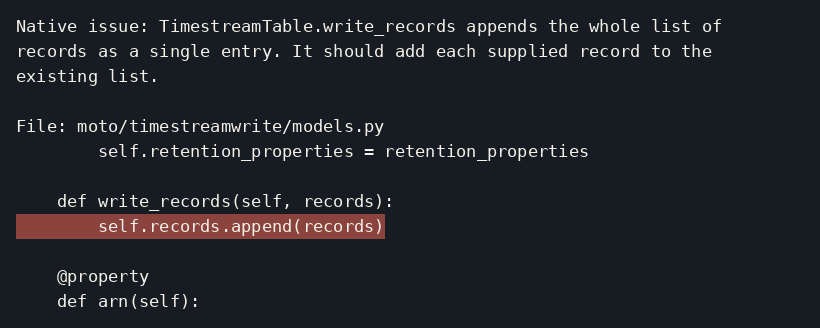 Native issue: TimestreamTable.write_records appends the whole list of
records as a single entry. It should add each supplied record to the
existing list.

File: moto/timestreamwrite/models.py
        self.retention_properties = retention_properties

    def write_records(self, records):
        self.records.append(records)

    @property
    def arn(self):